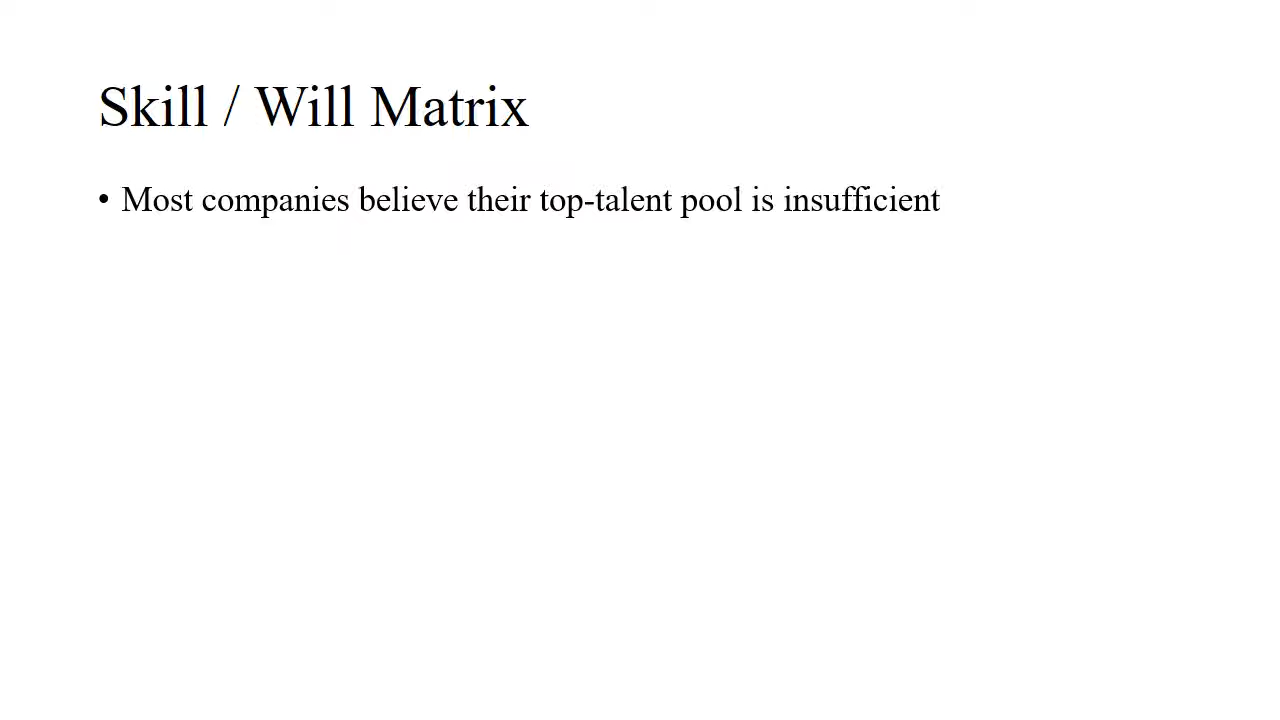 Skill / Will Matrix
• Most companies believe their top-talent pool is insufficient